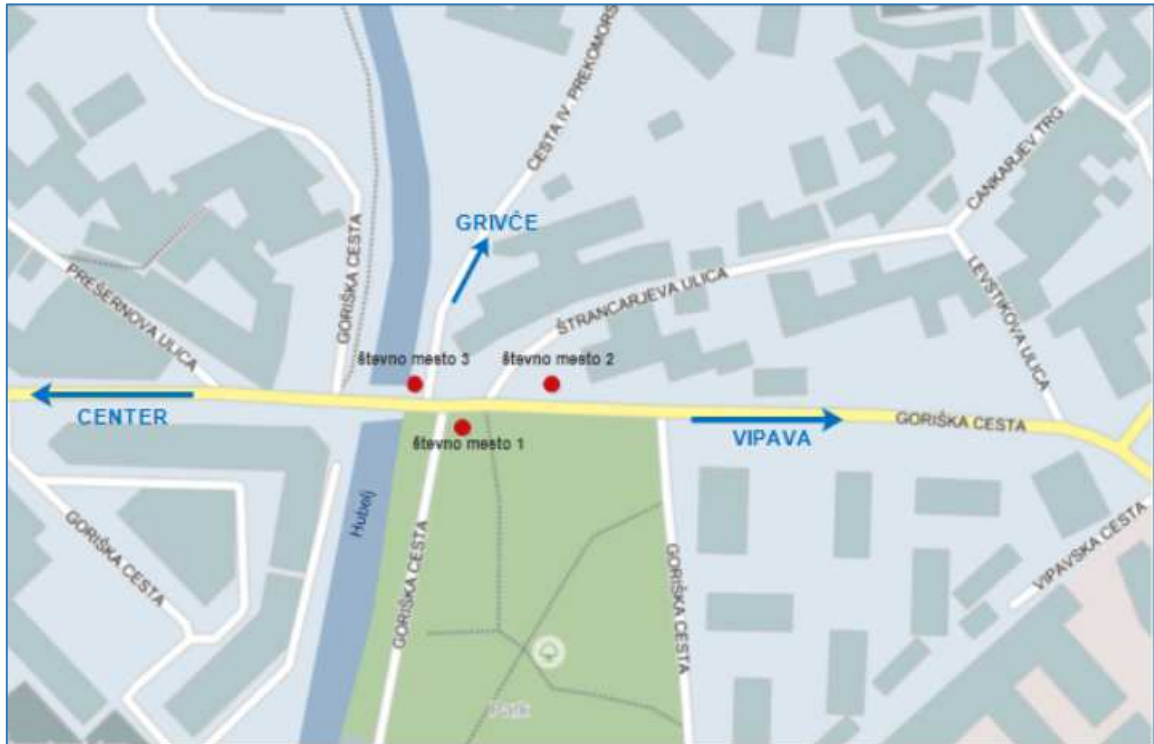 CESTA IV. PREKOMORS
CANKARJEV TRG
GRIVČE
GORIŠKA CESTA
PREŠERNOVA ULICA
ŠTRANCARJEVA ULICA
LEVSTIKOVA ULICA
števno mesto 3
števno mesto 2
CENTER
VIPAVA
GORIŠKA CESTA
števno mesto 1
Hubelj
GORIŠKA CESTA
GORIŠKA CESTA
GORIŠKA CESTA
VIPAVSKA CESTA
Park